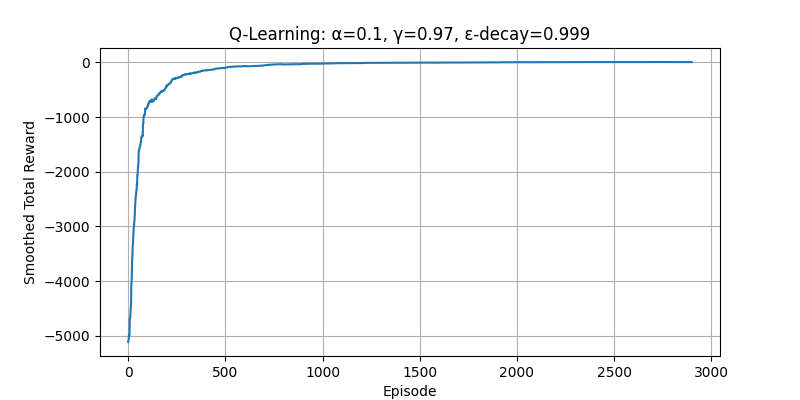 Q-Learning: α=0.1, γ=0.97, ε-decay=0.999
Smoothed Total Reward
0
−1000
−2000
−3000
−4000
−5000
0 500 1000 1500 2000 2500 3000
Episode